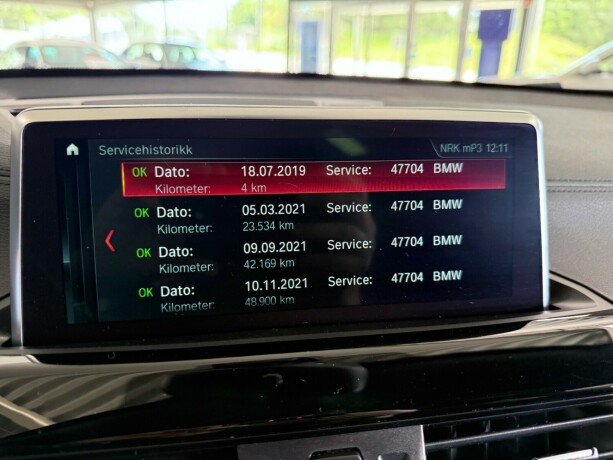 Servicehistorikk NRK mP3 12:11
OK Dato: 18.07.2019 Service: 47704 BMW
Kilometer: 4 km
OK Dato: 05.03.2021 Service: 47704 BMW
Kilometer: 23.534 km
OK Dato: 09.09.2021 Service: 47704 BMW
Kilometer: 42.169 km
OK Dato: 10.11.2021 Service: 47704 BMW
Kilometer: 48.900 km